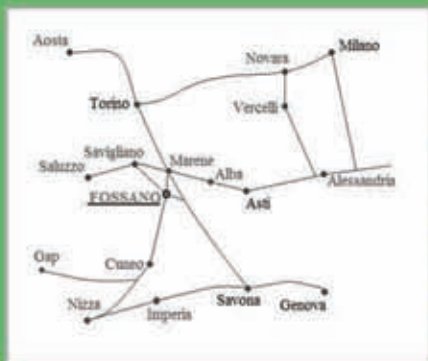 Aosta
Milano
Novara
Torino
Vercelli
Savigliano
Marene
Saluzzo
Alba
Alessandria
FOSSANO
Asti
Gap
Cuneo
Nizza
Imperia
Savona
Genova